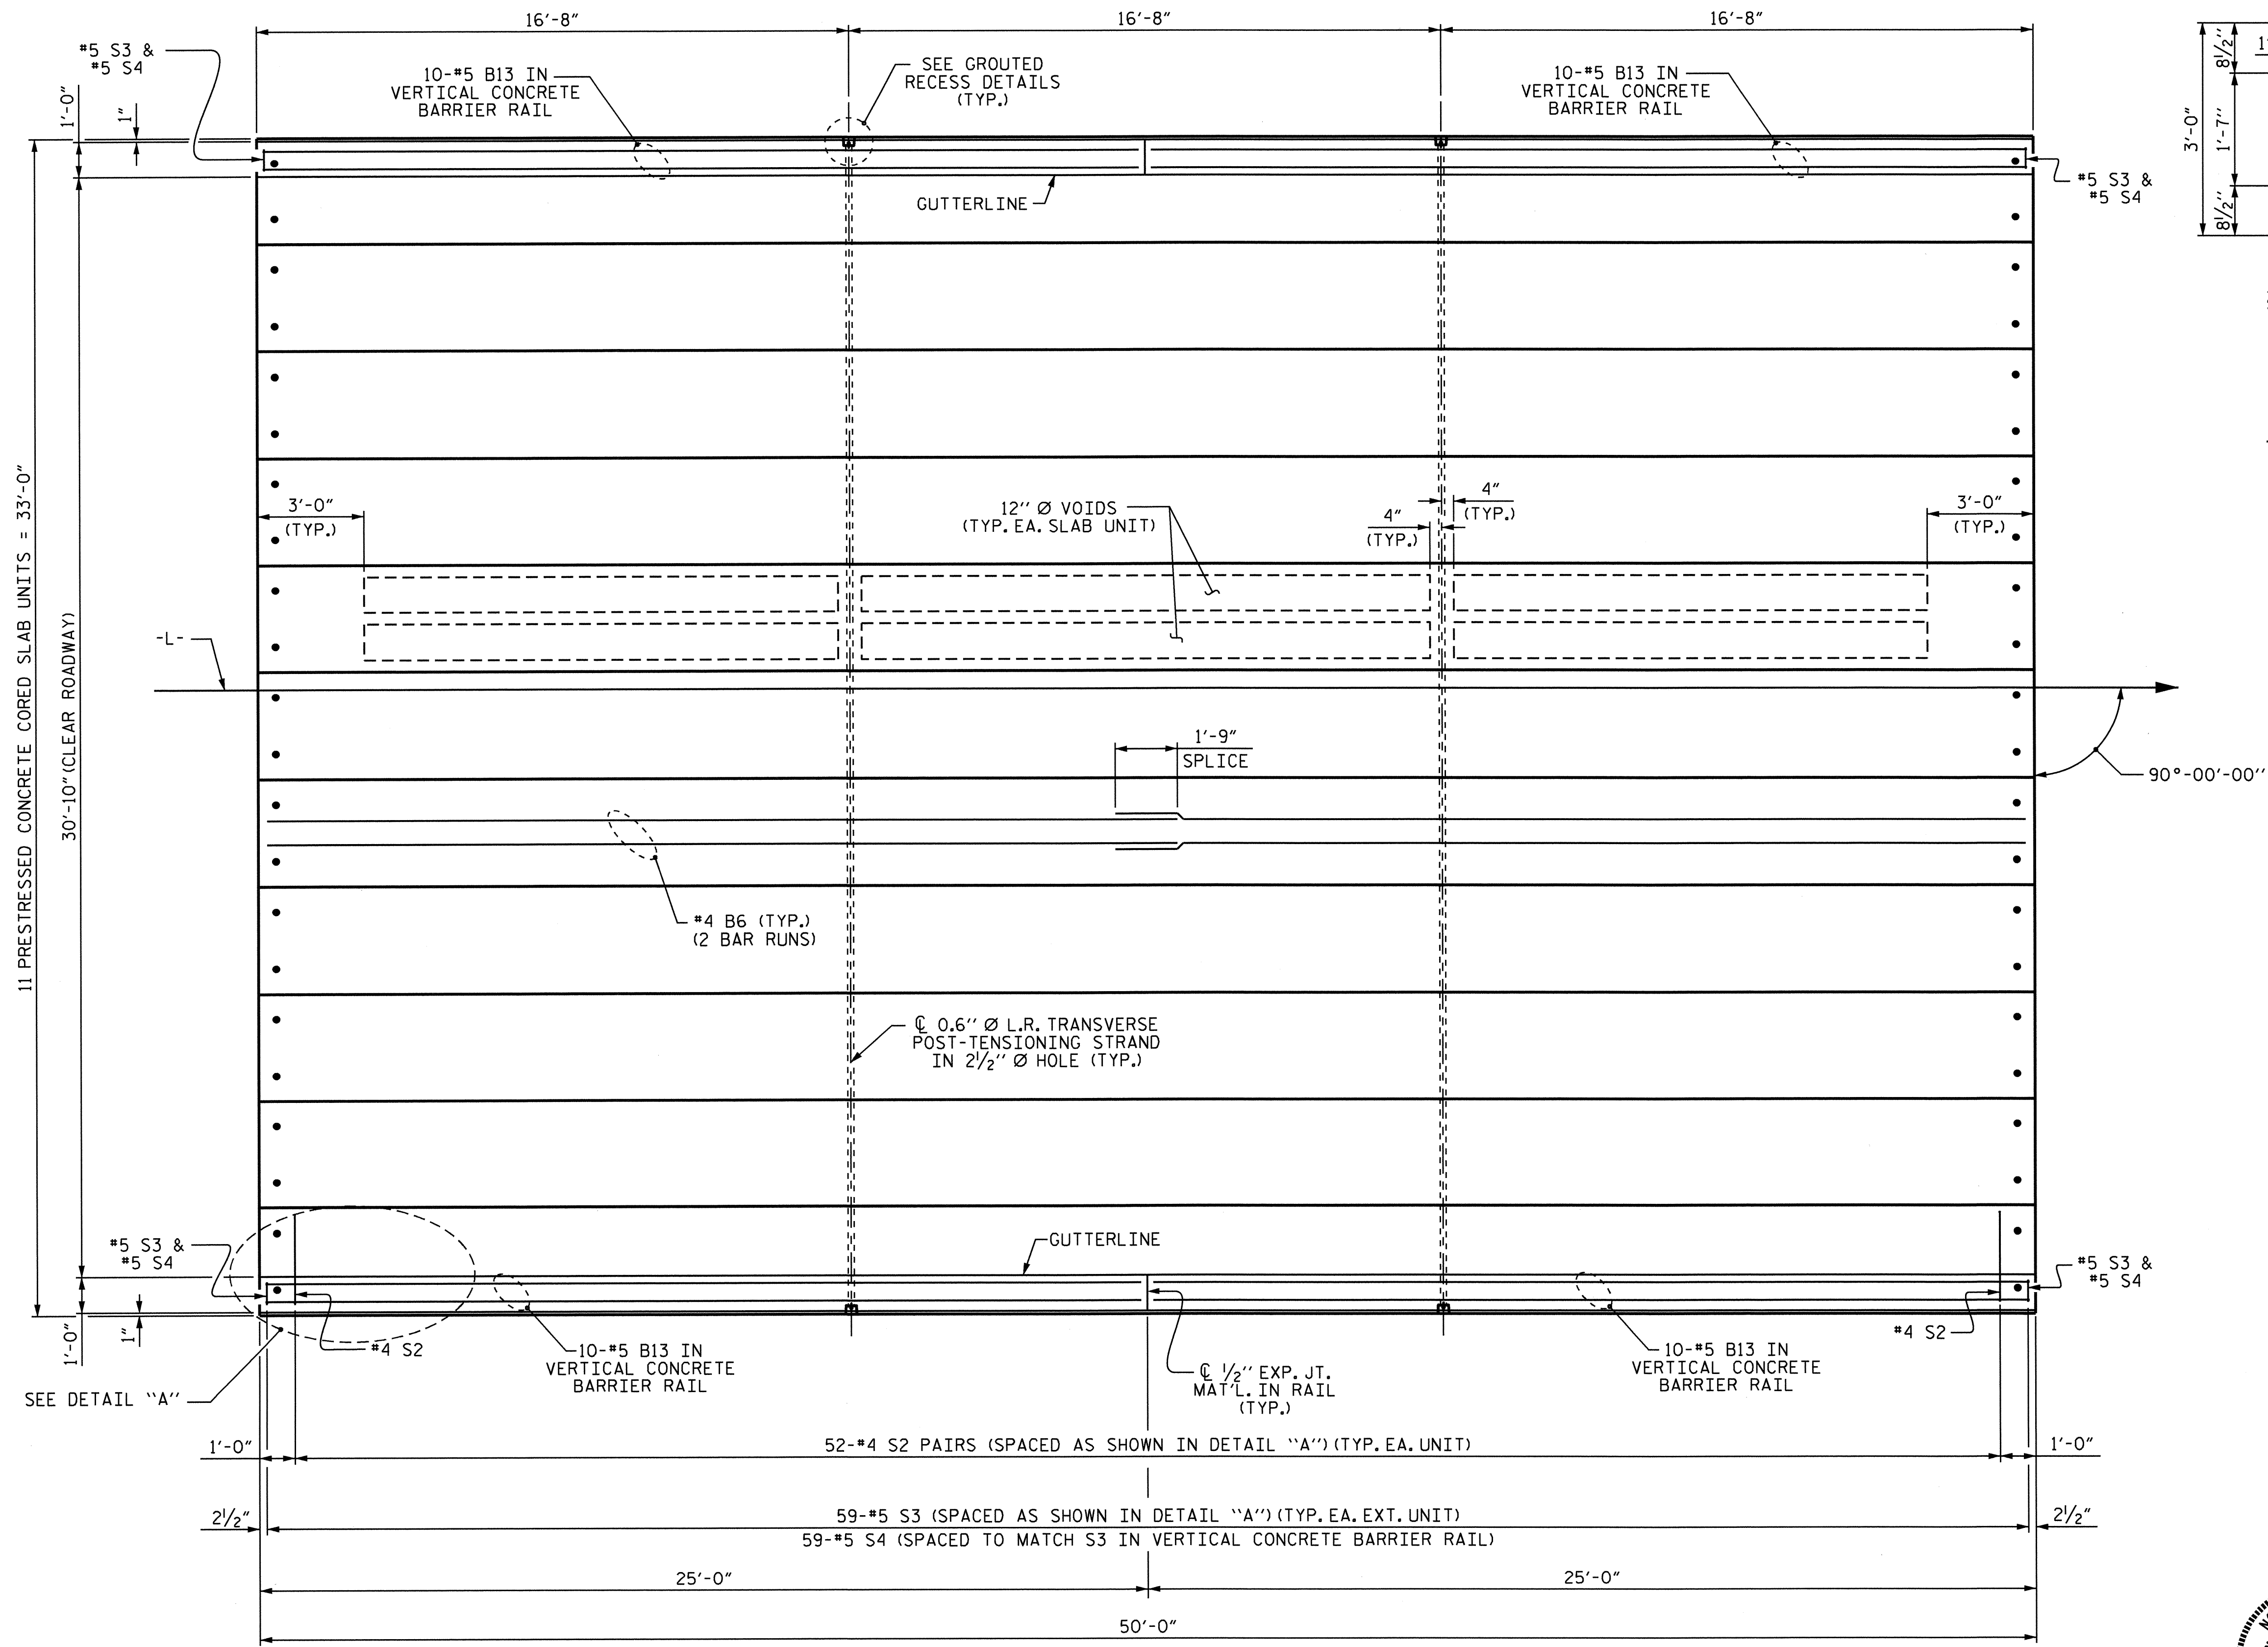 16'-8"
16'-8"
16'-8"
#5 S3 &
#5 S4
10-#5 B13 IN
VERTICAL CONCRETE
BARRIER RAIL
SEE GROUTED
RECESS DETAILS
(TYP.)
10-#5 B13 IN
VERTICAL CONCRETE
BARRIER RAIL
8½"
3'-0"
1'-7"
8½"
1'-0"
1"
#5 S3 &
#5 S4
GUTTERLINE
11 PRESTRESSED CONCRETE CORED SLAB UNITS = 33'-0"
30'-10" (CLEAR ROADWAY)
3'-0"
(TYP.)
12'' Ø VOIDS
(TYP. EA. SLAB UNIT)
4"
(TYP.)
4"
(TYP.)
3'-0"
(TYP.)
-L-
1'-9"
SPLICE
90°-00'-00''
#4 B6 (TYP.)
(2 BAR RUNS)
℄ 0.6'' Ø L.R. TRANSVERSE
POST-TENSIONING STRAND
IN 2½'' Ø HOLE (TYP.)
#5 S3 &
#5 S4
GUTTERLINE
#5 S3 &
#5 S4
1'-0"
1"
#4 S2
10-#5 B13 IN
VERTICAL CONCRETE
BARRIER RAIL
℄ ½'' EXP. JT.
MAT'L. IN RAIL
(TYP.)
10-#5 B13 IN
VERTICAL CONCRETE
BARRIER RAIL
#4 S2
SEE DETAIL "A"
1'-0"
52-#4 S2 PAIRS (SPACED AS SHOWN IN DETAIL "A") (TYP. EA. UNIT)
1'-0"
2½"
59-#5 S3 (SPACED AS SHOWN IN DETAIL "A") (TYP. EA. EXT. UNIT)
2½"
59-#5 S4 (SPACED TO MATCH S3 IN VERTICAL CONCRETE BARRIER RAIL)
25'-0"
25'-0"
50'-0"